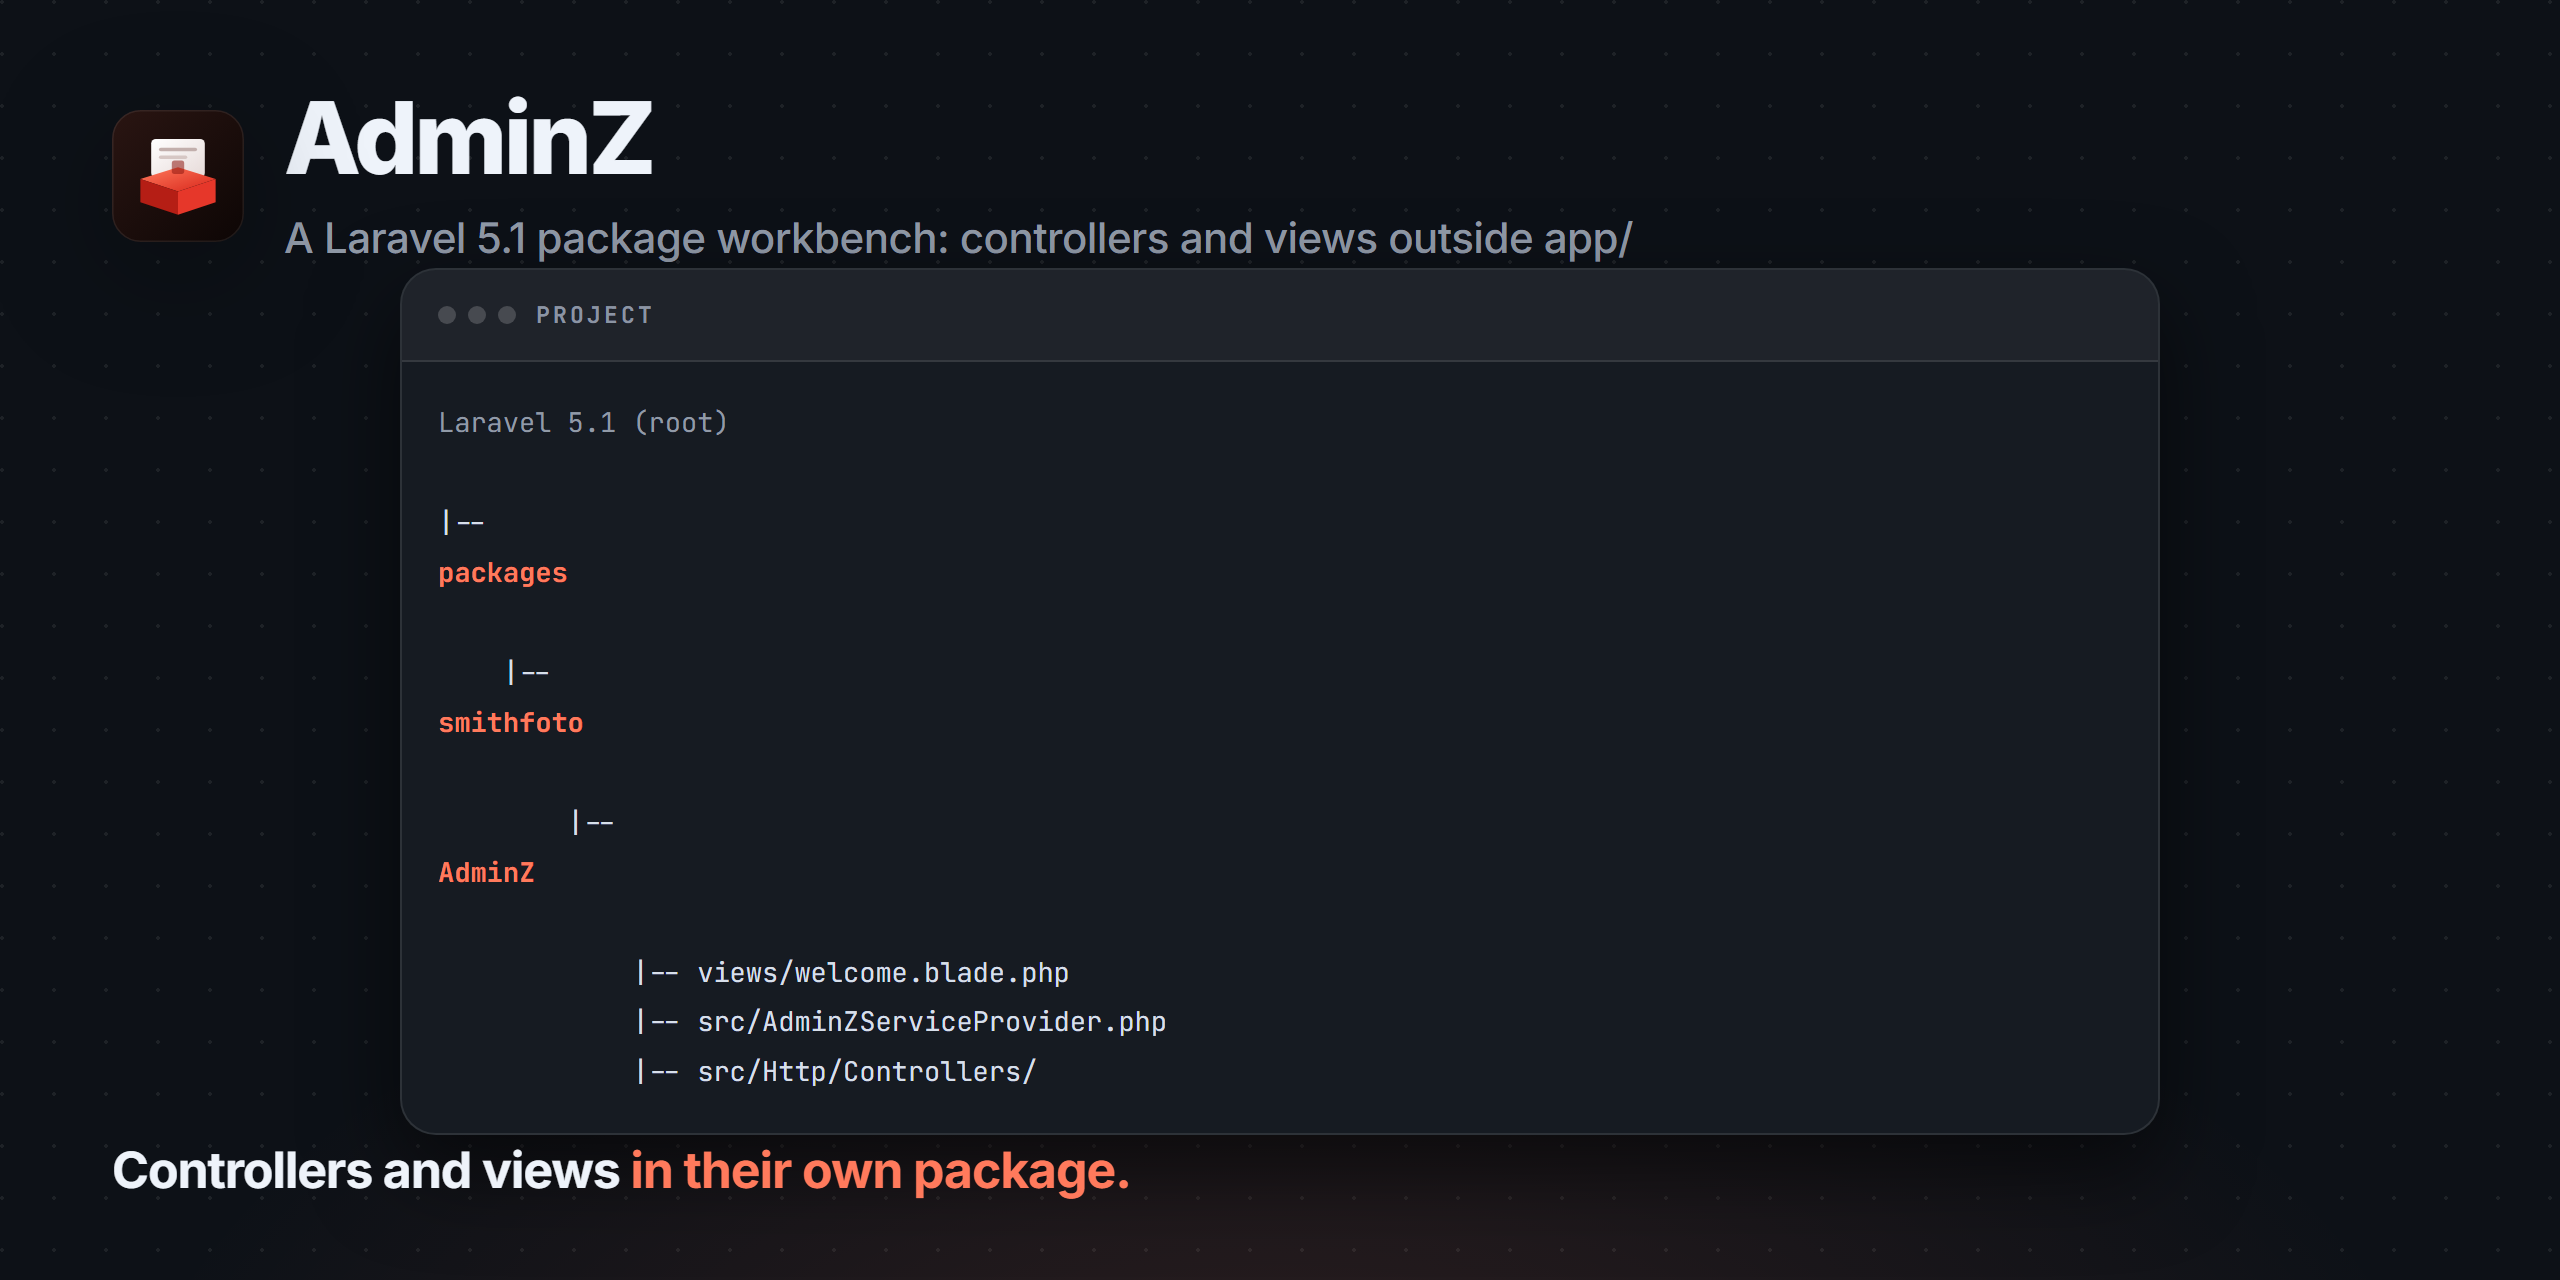 AdminZ
A Laravel 5.1 package workbench: controllers and views outside app/
PROJECT
Laravel 5.1 (root)
|--
packages
    |--
smithfoto
        |--
AdminZ
            |-- views/welcome.blade.php
            |-- src/AdminZServiceProvider.php
            |-- src/Http/Controllers/
Controllers and views in their own package.